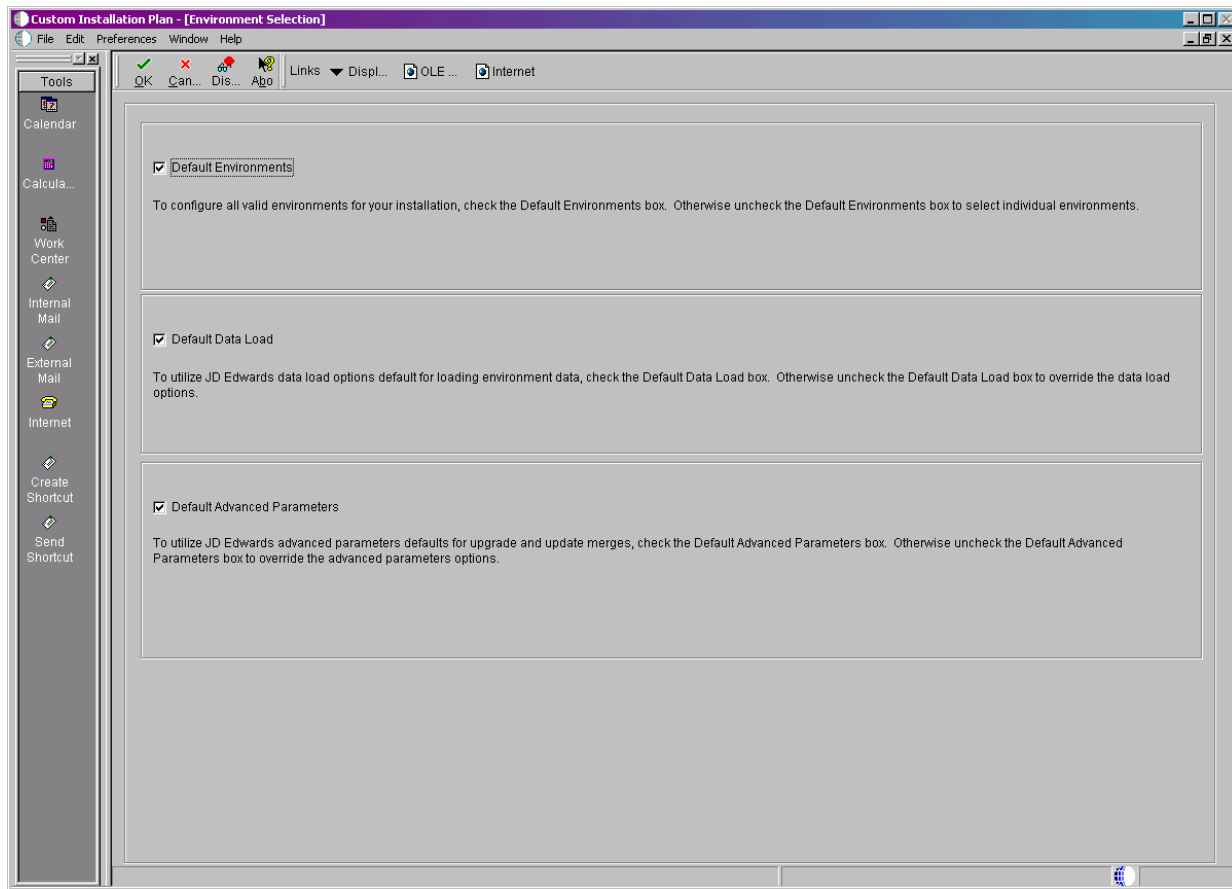 Custom Installation Plan - [Environment Selection]
File Edit Preferences Window Help
Tools
Calendar
Calcula...
Work
Center
Internal
Mail
External
Mail
Internet
Create
Shortcut
Send
Shortcut
OK Can... Dis... Abo Links Displ... OLE ... Internet
Default Environments
To configure all valid environments for your installation, check the Default Environments box. Otherwise uncheck the Default Environments box to select individual environments.
Default Data Load
To utilize JD Edwards data load options default for loading environment data, check the Default Data Load box. Otherwise uncheck the Default Data Load box to override the data load
options.
Default Advanced Parameters
To utilize JD Edwards advanced parameters defaults for upgrade and update merges, check the Default Advanced Parameters box. Otherwise uncheck the Default Advanced
Parameters box to override the advanced parameters options.